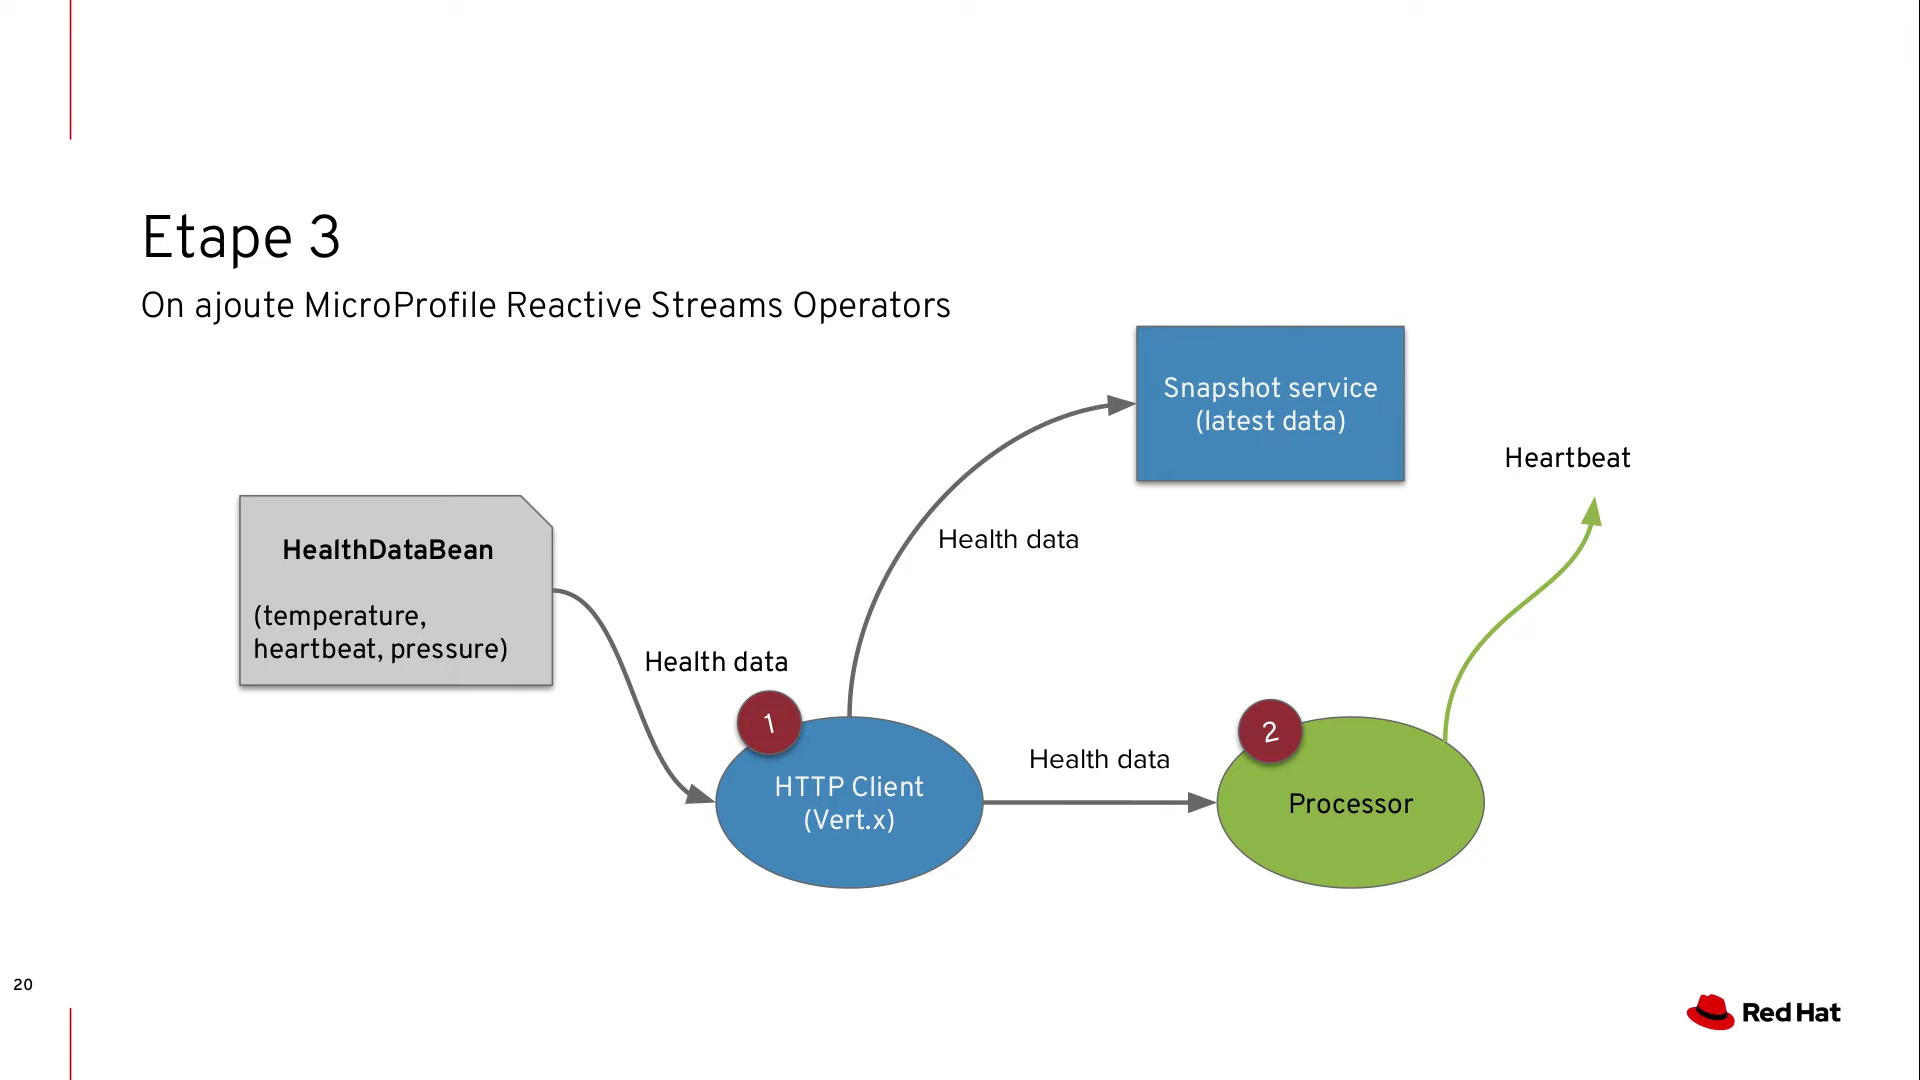 Etape 3
On ajoute MicroProfile Reactive Streams Operators
Snapshot service
(latest data)
Heartbeat
HealthDataBean
(temperature,
heartbeat, pressure)
Health data
Health data
1
HTTP Client
(Vert.x)
Health data
2
Processor
20
Red Hat